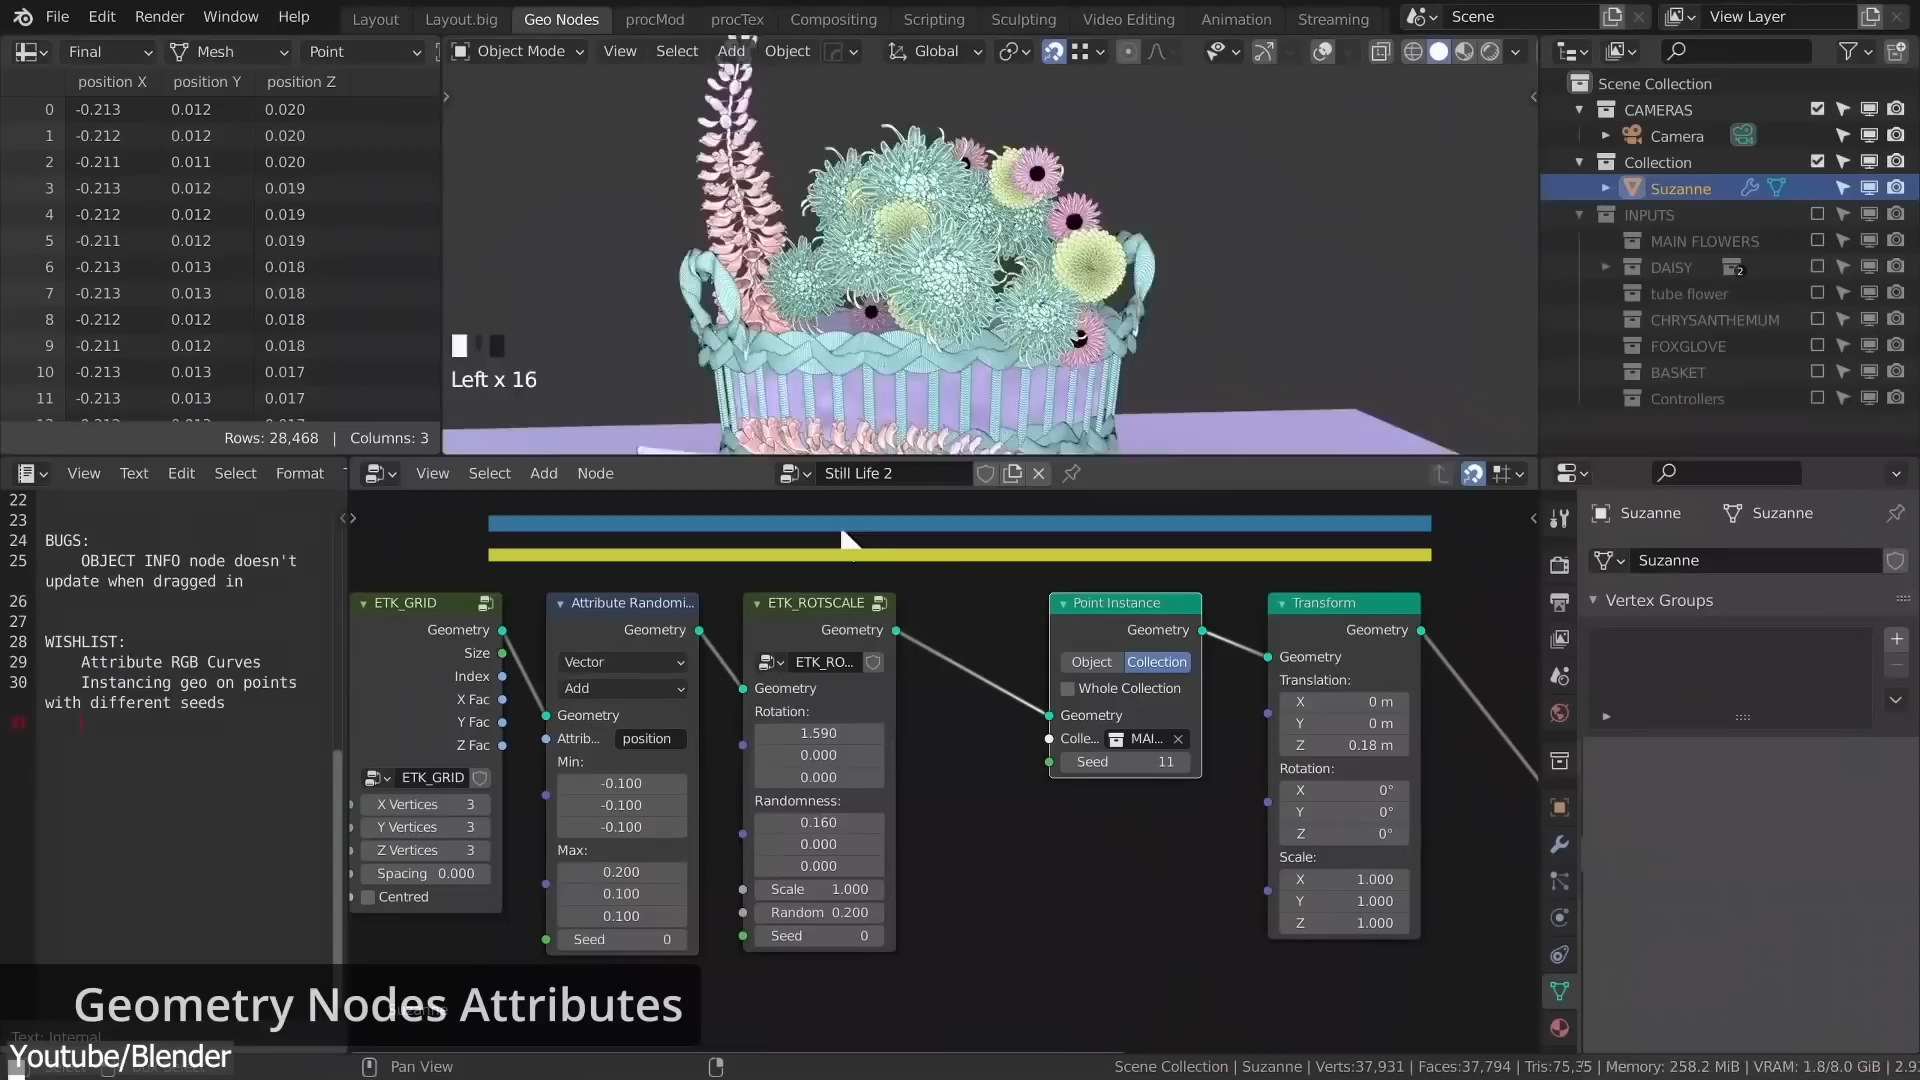 File Edit Render Window Help Layout Layout.big Geo Nodes procMod procTex Compositing Scripting Sculpting Video Editing Animation Streaming Scene View Layer
Final Mesh Point
position X position Y position Z
0 -0.213 0.012 0.020
1 -0.212 0.012 0.020
2 -0.211 0.011 0.020
3 -0.213 0.012 0.019
4 -0.212 0.012 0.019
5 -0.211 0.012 0.019
6 -0.213 0.013 0.018
7 -0.213 0.013 0.018
8 -0.212 0.012 0.018
9 -0.211 0.012 0.018
10 -0.213 0.013 0.017
11 -0.213 0.013 0.017
Rows: 28,468 | Columns: 3
Object Mode View Select Add Object Global
Left x 16
Scene Collection
CAMERAS
Camera
Collection
Suzanne
INPUTS
MAIN FLOWERS
DAISY 2
tube flower
CHRYSANTHEMUM
FOXGLOVE
BASKET
Controllers
View Text Edit Select Format
22
23
24 BUGS:
25 OBJECT INFO node doesn't
update when dragged in
26
27
28 WISHLIST:
29 Attribute RGB Curves
30 Instancing geo on points
with different seeds
31
View Select Add Node Still Life 2
ETK_GRID
Geometry
Size
Index
X Fac
Y Fac
Z Fac
ETK_GRID
X Vertices 3
Y Vertices 3
Z Vertices 3
Spacing 0.000
Centred
Attribute Randomi...
Geometry
Vector
Add
Geometry
Attrib... position
Min:
-0.100
-0.100
-0.100
Max:
0.200
0.100
0.100
Seed 0
ETK_ROTSCALE
Geometry
ETK_RO...
Geometry
Rotation:
1.590
0.000
0.000
Randomness:
0.160
0.000
0.000
Scale 1.000
Random 0.200
Seed 0
Point Instance
Geometry
Object Collection
Whole Collection
Geometry
Colle... MAI...
Seed 11
Transform
Geometry
Geometry
Translation:
X 0 m
Y 0 m
Z 0.18 m
Rotation:
X 0°
Y 0°
Z 0°
Scale:
X 1.000
Y 1.000
Z 1.000
Suzanne Suzanne
Suzanne
Vertex Groups
Geometry Nodes Attributes
Text: Internal
Youtube/Blender
Pan View
Scene Collection | Suzanne | Verts:37,931 | Faces:37,794 | Tris:75,35 | Memory: 258.2 MiB | VRAM: 1.8/8.0 GiB | 2.9